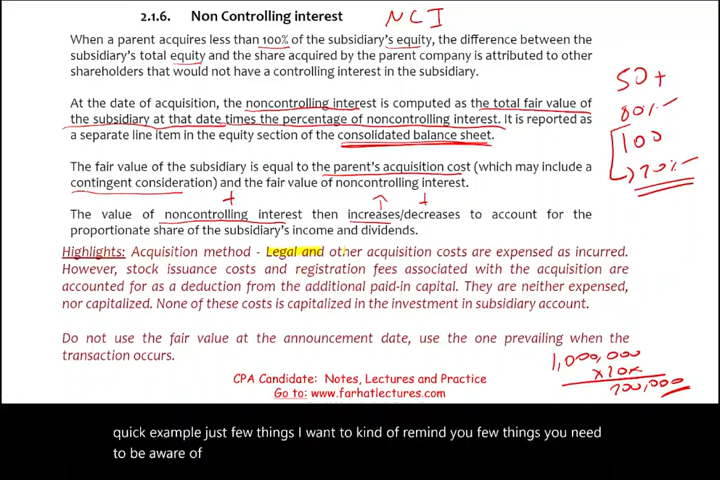 2.1.6. Non Controlling interest
NCI
When a parent acquires less than 100% of the subsidiary's equity, the difference between the
subsidiary's total equity and the share acquired by the parent company is attributed to other
shareholders that would not have a controlling interest in the subsidiary.
50+
80%
100
20%
At the date of acquisition, the noncontrolling interest is computed as the total fair value of
the subsidiary at that date times the percentage of noncontrolling interest. It is reported as
a separate line item in the equity section of the consolidated balance sheet.
The fair value of the subsidiary is equal to the parent's acquisition cost (which may include a
contingent consideration) and the fair value of noncontrolling interest.
The value of noncontrolling interest then increases/decreases to account for the
proportionate share of the subsidiary's income and dividends.
Highlights: Acquisition method - Legal and other acquisition costs are expensed as incurred.
However, stock issuance costs and registration fees associated with the acquisition are
accounted for as a deduction from the additional paid-in capital. They are neither expensed,
nor capitalized. None of these costs is capitalized in the investment in subsidiary account.
Do not use the fair value at the announcement date, use the one prevailing when the
transaction occurs.
1,000,000
200,000
CPA Candidate: Notes, Lectures and Practice
Go to: www.farhatlectures.com
quick example just few things I want to kind of remind you few things you need
to be aware of